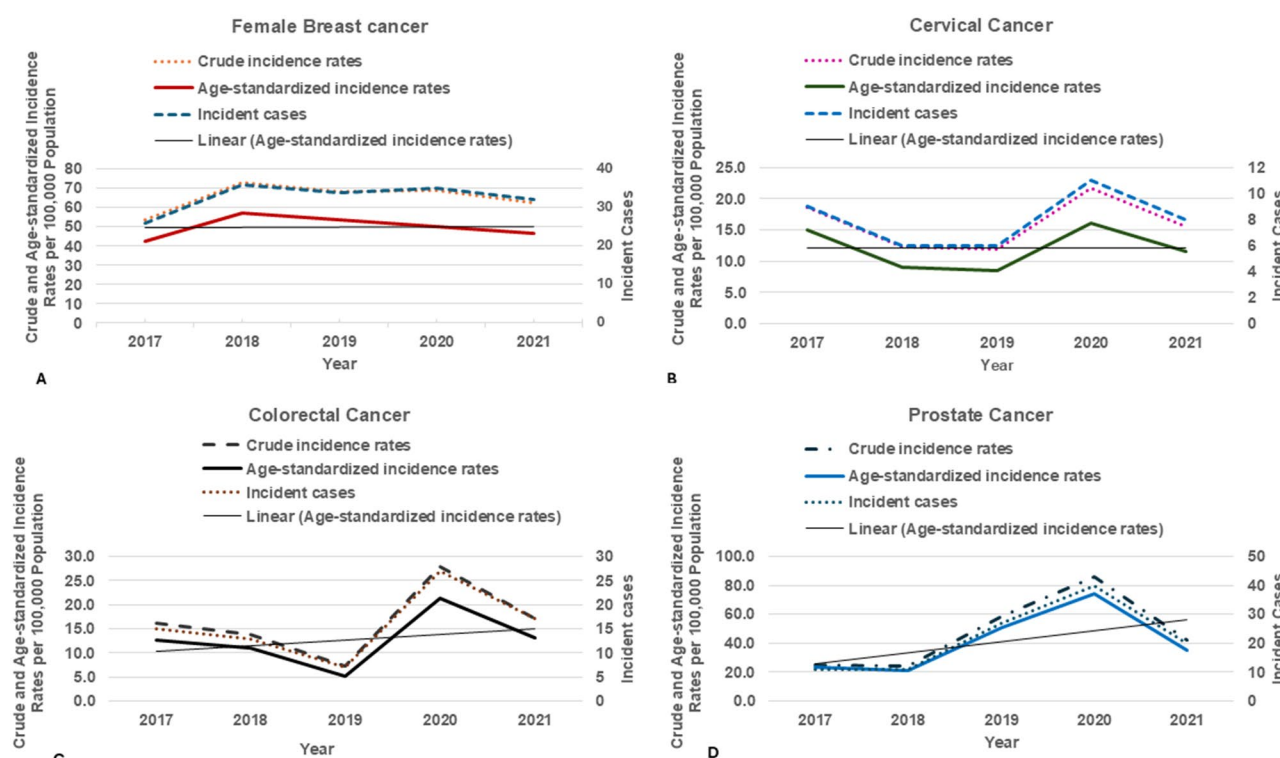 Female Breast cancer
Crude incidence rates
Age-standardized incidence rates
Incident cases
Linear (Age-standardized incidence rates)
Crude and Age-standardized Incidence
Rates per 100,000 Population
80
70
60
50
40
30
20
10
0
40
30
20
10
0
Incident Cases
2017 2018 2019 2020 2021
Year
A
Cervical Cancer
Crude incidence rates
Age-standardized incidence rates
Incident cases
Linear (Age-standardized incidence rates)
Crude and Age-standardized Incidence
Rates per 100,000 Population
25.0
20.0
15.0
10.0
5.0
0.0
12
10
8
6
4
2
0
Incident Cases
2017 2018 2019 2020 2021
Year
B
Colorectal Cancer
Crude incidence rates
Age-standardized incidence rates
Incident cases
Linear (Age-standardized incidence rates)
Crude and Age-standardized Incidence
Rates per 100,000 Population
30.0
25.0
20.0
15.0
10.0
5.0
0.0
30
25
20
15
10
5
0
Incident cases
2017 2018 2019 2020 2021
Year
Prostate Cancer
Crude incidence rates
Age-standardized incidence rates
Incident cases
Linear (Age-standardized incidence rates)
Crude and Age-standardized Incidence
Rates per 100,000 Population
100.0
80.0
60.0
40.0
20.0
0.0
50
40
30
20
10
0
Incident Cases
2017 2018 2019 2020 2021
Year
D